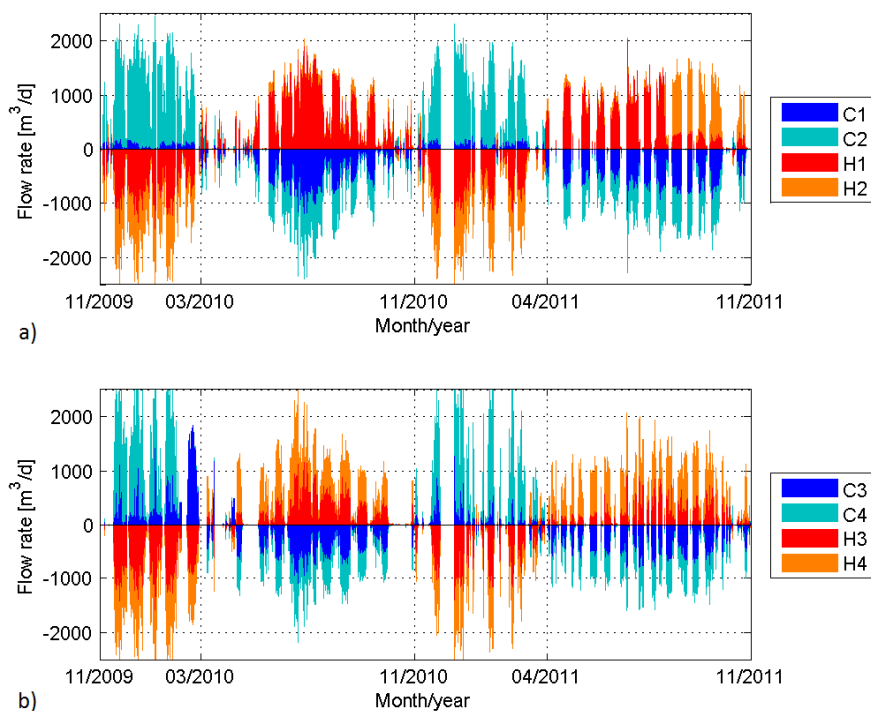 2000
1000
0
-1000
-2000
Flow rate [m³/d]
11/2009 03/2010 11/2010 04/2011 11/2011
Month/year
C1
C2
H1
H2
a)
2000
1000
0
-1000
-2000
Flow rate [m³/d]
11/2009 03/2010 11/2010 04/2011 11/2011
Month/year
C3
C4
H3
H4
b)